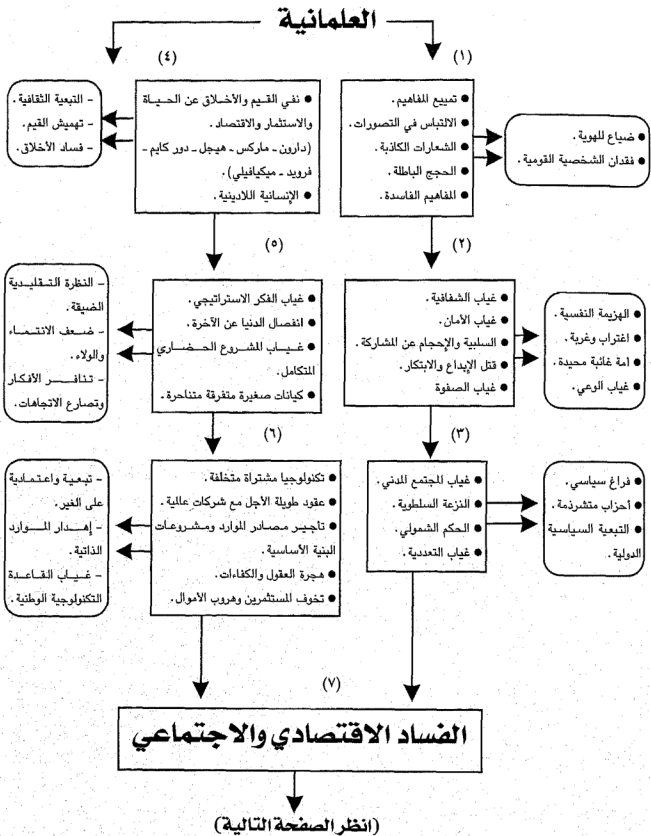 العلمانية
(١)
● تمييع المفاهيم.
● الالتباس في التصورات.
● الشعارات الكاذبة.
● الحجج الباطلة.
● المفاهيم الفاسدة.
● ضياع للهوية.
● فقدان الشخصية القومية.
(٢)
● غياب الشفافية.
● غياب الأمان.
● السلبية والإحجام عن المشاركة
● قتل الإبداع والابتكار.
● غياب الصفوة
● الهزيمة النفسية.
● اغتراب وغربة.
● أمة غائبة محيدة.
● غياب الوعي.
(٣)
● غياب المجتمع المدني.
● النزعة السلطوية.
● الحكم الشمولي.
● غياب التعددية.
● فراغ سياسي.
● أحزاب متشرذمة.
● التبعية السياسية
الدولية.
(٤)
● نفي القيم والأخلاق عن الحياة
والاستثمار والاقتصاد.
(دارون ـ ماركس ـ هيجل ـ دور كايم ـ
فرويد ـ ميكيافيلي).
● الإنسانية اللادينية.
– التبعية الثقافية.
– تهميش القيم.
– فساد الأخلاق.
(٥)
● غياب الفكر الاستراتيجي.
● انفصال الدنيا عن الآخرة.
● غياب المشروع الحضاري
المتكامل.
● كيانات صغيرة متفرقة متناحرة.
– النظرة التقليدية
الضيقة.
– ضعف الانتماء
والولاء.
– تنافر الأفكار
وتصارع الاتجاهات.
(٦)
● تكنولوجيا مشتراة متخلفة.
● عقود طويلة الأجل مع شركات عالمية.
● تأجير مصادر الموارد ومشروعات
البنية الأساسية.
● هجرة العقول والكفاءات.
● تخوف المستثمرين وهروب الأموال.
– تبعية واعتمادية
على الغير.
– إهدار الموارد
الذاتية.
– غياب القاعدة
التكنولوجية الوطنية.
(٧)
الفساد الاقتصادي والاجتماعي
(انظر الصفحة التالية)